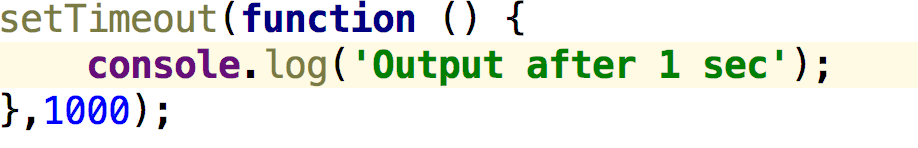 setTimeout(function () {
    console.log('Output after 1 sec');
},1000);